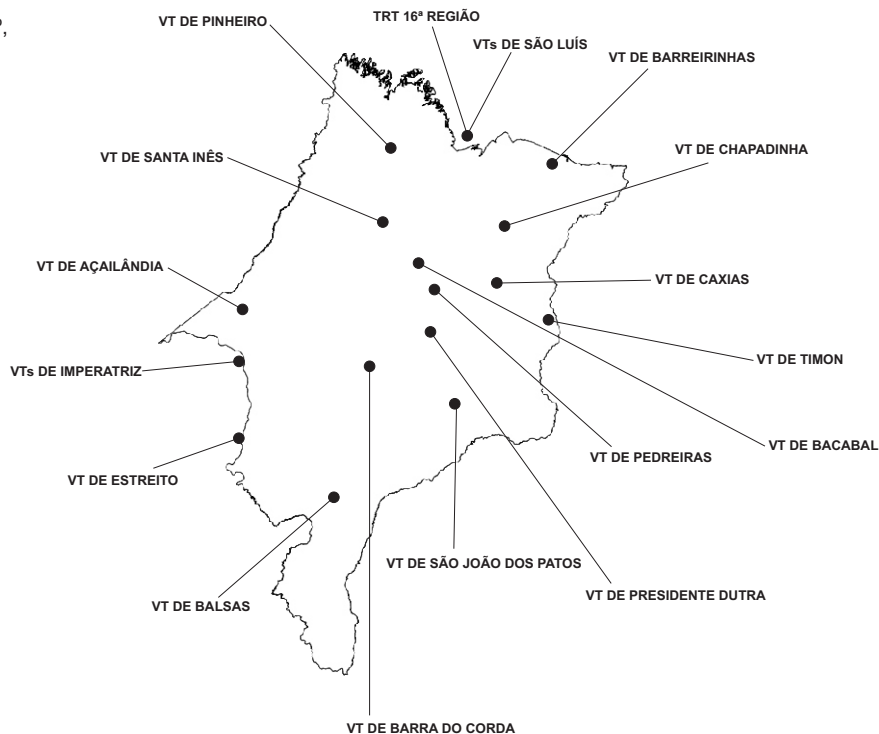 TRT 16ª REGIÃO
VT DE PINHEIRO
VTs DE SÃO LUÍS
VT DE BARREIRINHAS
VT DE CHAPADINHA
VT DE SANTA INÊS
VT DE AÇAILÂNDIA
VT DE CAXIAS
VT DE TIMON
VTs DE IMPERATRIZ
VT DE BACABAL
VT DE PEDREIRAS
VT DE ESTREITO
VT DE SÃO JOÃO DOS PATOS
VT DE PRESIDENTE DUTRA
VT DE BALSAS
VT DE BARRA DO CORDA